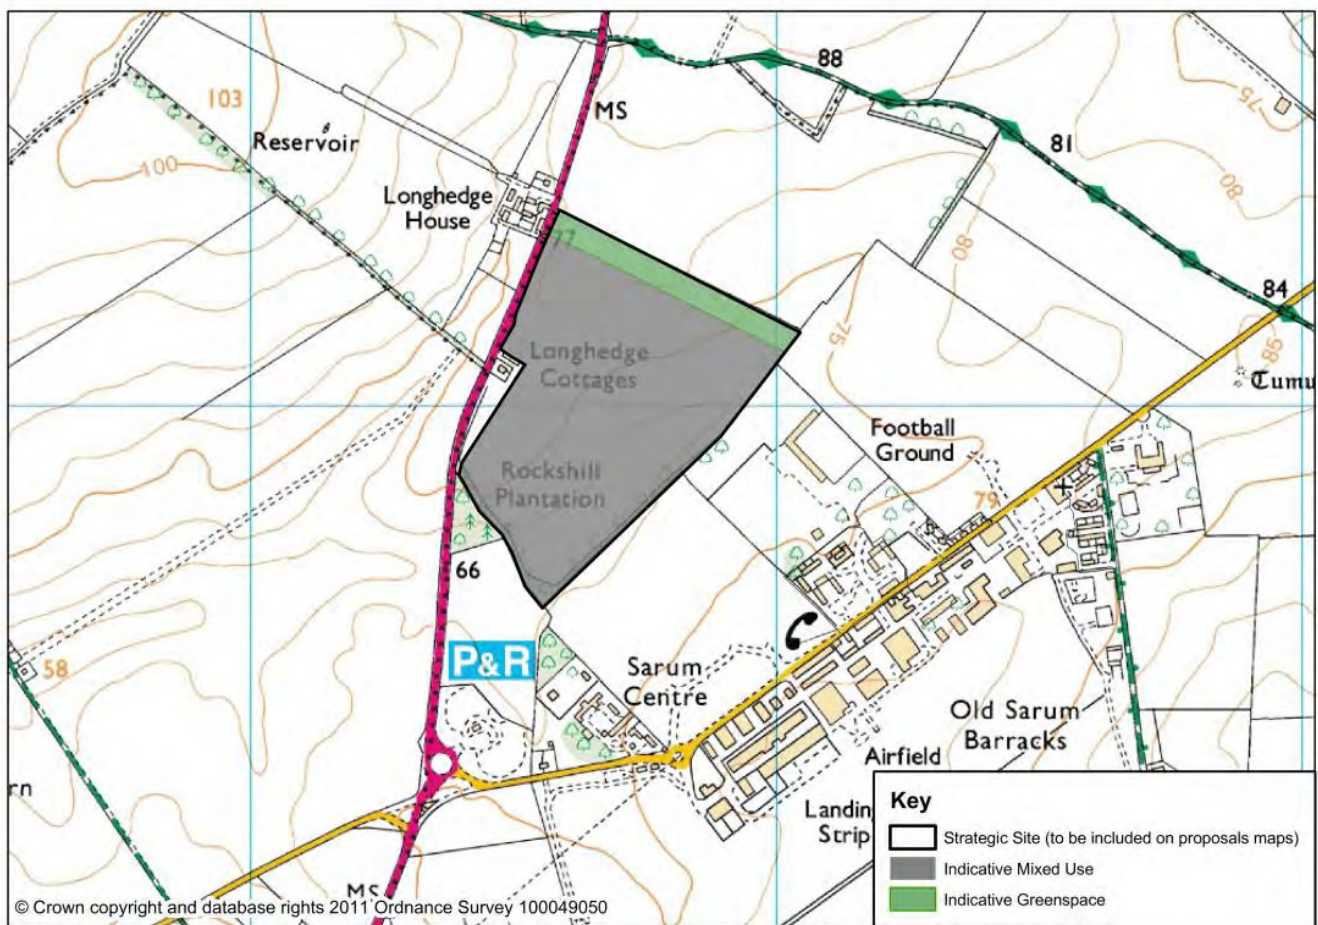 88
103
MS
75
Reservoir
81
100
Longhedge
House
80
80
77
84
75
Longhedge
Cottages
85
Tumu
Football
Ground
Rockshill
Plantation
79
66
P&R
58
Sarum
Centre
Old Sarum
Barracks
Airfield
rn
Landin
Strip
MS
Key
Strategic Site (to be included on proposals maps)
Indicative Mixed Use
Indicative Greenspace
© Crown copyright and database rights 2011 Ordnance Survey 100049050